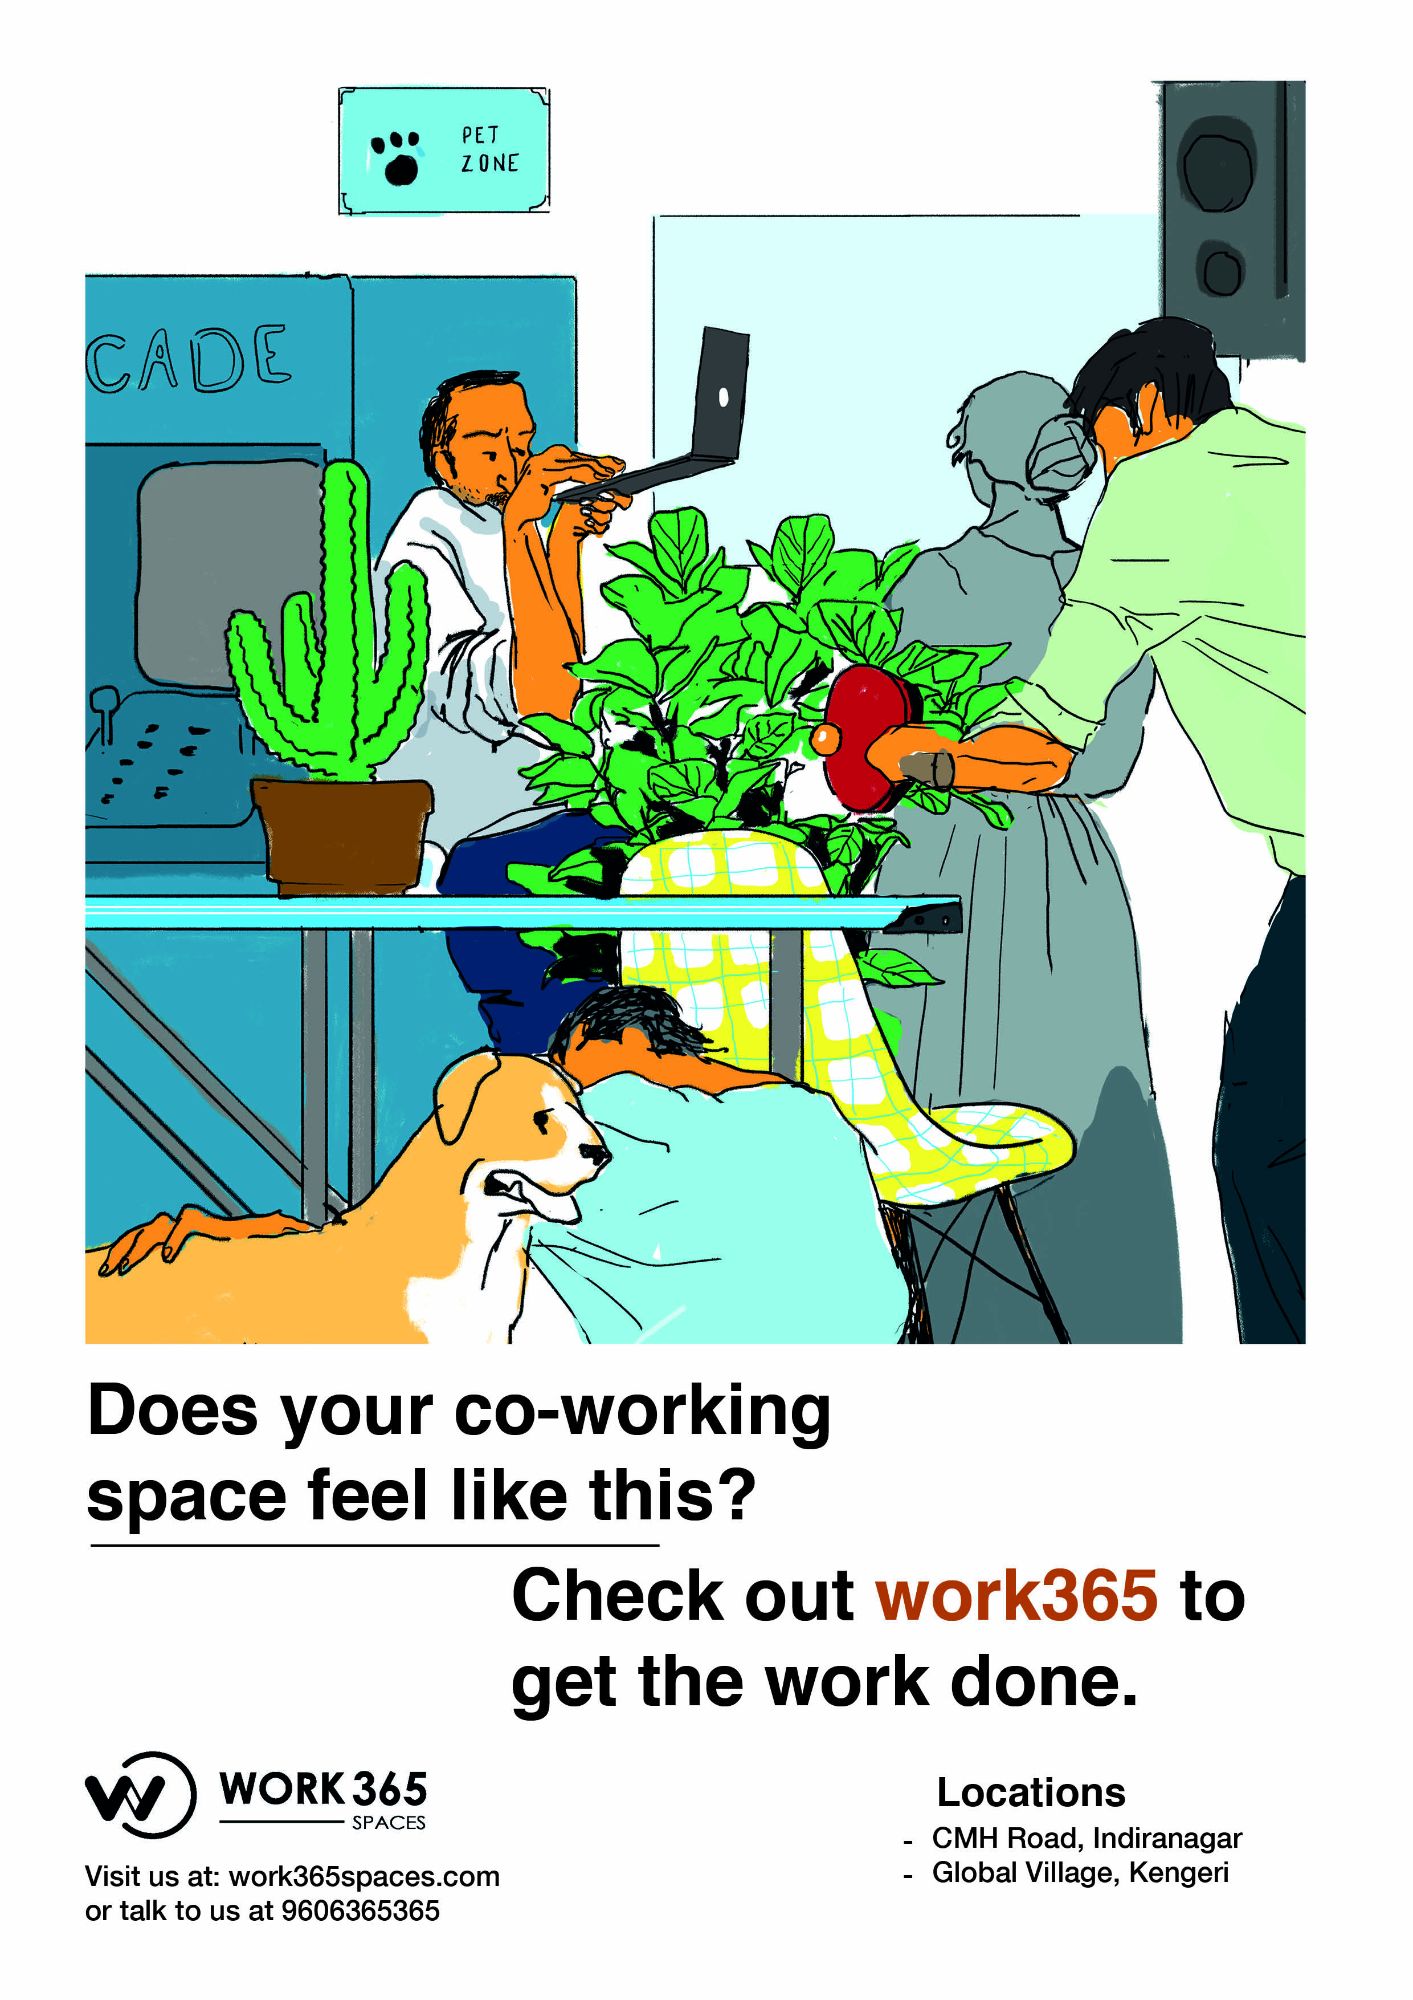 PET
ZONE
CADE
Does your co-working
space feel like this?
Check out work365 to
get the work done.
WORK 365
SPACES
Visit us at: work365spaces.com
or talk to us at 9606365365
Locations
- CMH Road, Indiranagar
- Global Village, Kengeri